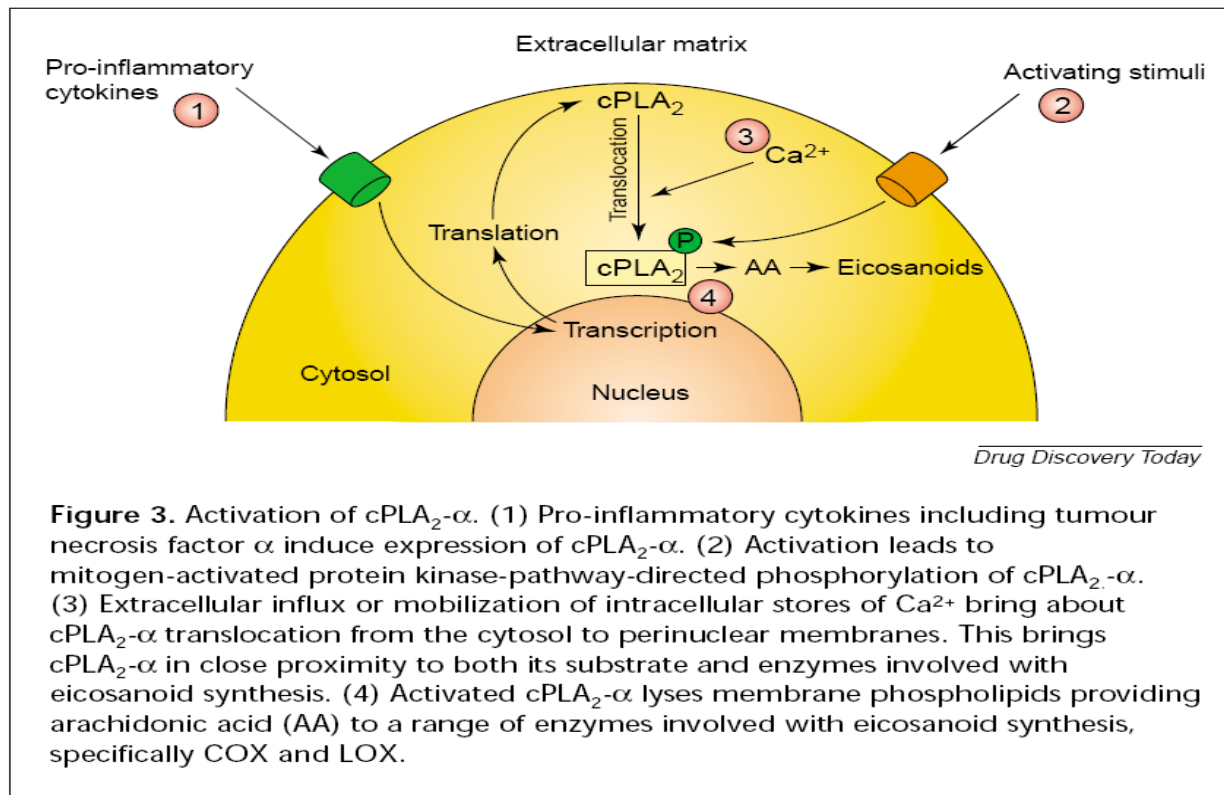 Extracellular matrix
Pro-inflammatory
cytokines
1
Activating stimuli
2
cPLA₂
Translocation
3
Ca²⁺
Translation
P
cPLA₂
AA
Eicosanoids
4
Transcription
Cytosol
Nucleus
Drug Discovery Today
Figure 3. Activation of cPLA₂-α. (1) Pro-inflammatory cytokines including tumour
necrosis factor α induce expression of cPLA₂-α. (2) Activation leads to
mitogen-activated protein kinase-pathway-directed phosphorylation of cPLA₂.-α.
(3) Extracellular influx or mobilization of intracellular stores of Ca²⁺ bring about
cPLA₂-α translocation from the cytosol to perinuclear membranes. This brings
cPLA₂-α in close proximity to both its substrate and enzymes involved with
eicosanoid synthesis. (4) Activated cPLA₂-α lyses membrane phospholipids providing
arachidonic acid (AA) to a range of enzymes involved with eicosanoid synthesis,
specifically COX and LOX.